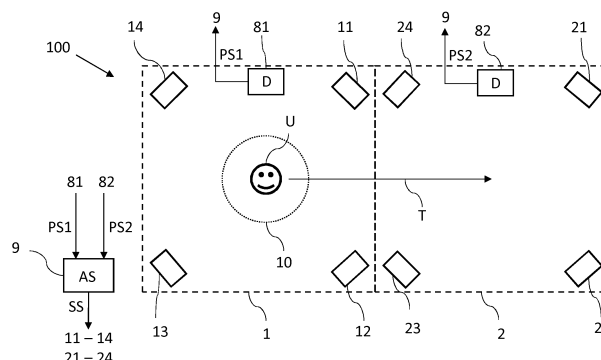 9 81 9 82
14 11 24 21
100 PS1 PS2
D D
U
81 82
T
PS1 PS2
10
9
AS
SS
13 1 12 23 2
11 – 14
21 – 24